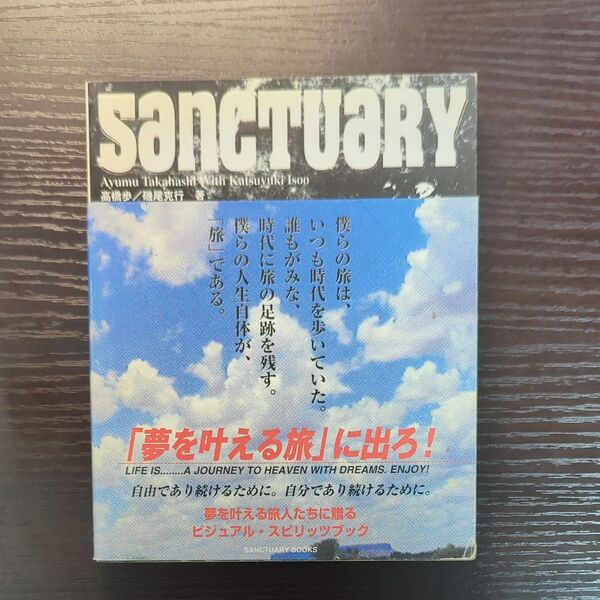 SANCTUARY
Ayumu Takahashi With Katsuyuki Isoo
高橋歩／磯尾克行 著
僕らの旅は、
いつも時代を歩いていた。
誰もがみな、
時代に旅の足跡を残す。
僕らの人生自体が、
「旅」である。
「夢を叶える旅」に出ろ！
LIFE IS.......A JOURNEY TO HEAVEN WITH DREAMS. ENJOY!
自由であり続けるために。自分であり続けるために。
夢を叶える旅人たちに贈る
ビジュアル・スピリッツブック
SANCTUARY BOOKS